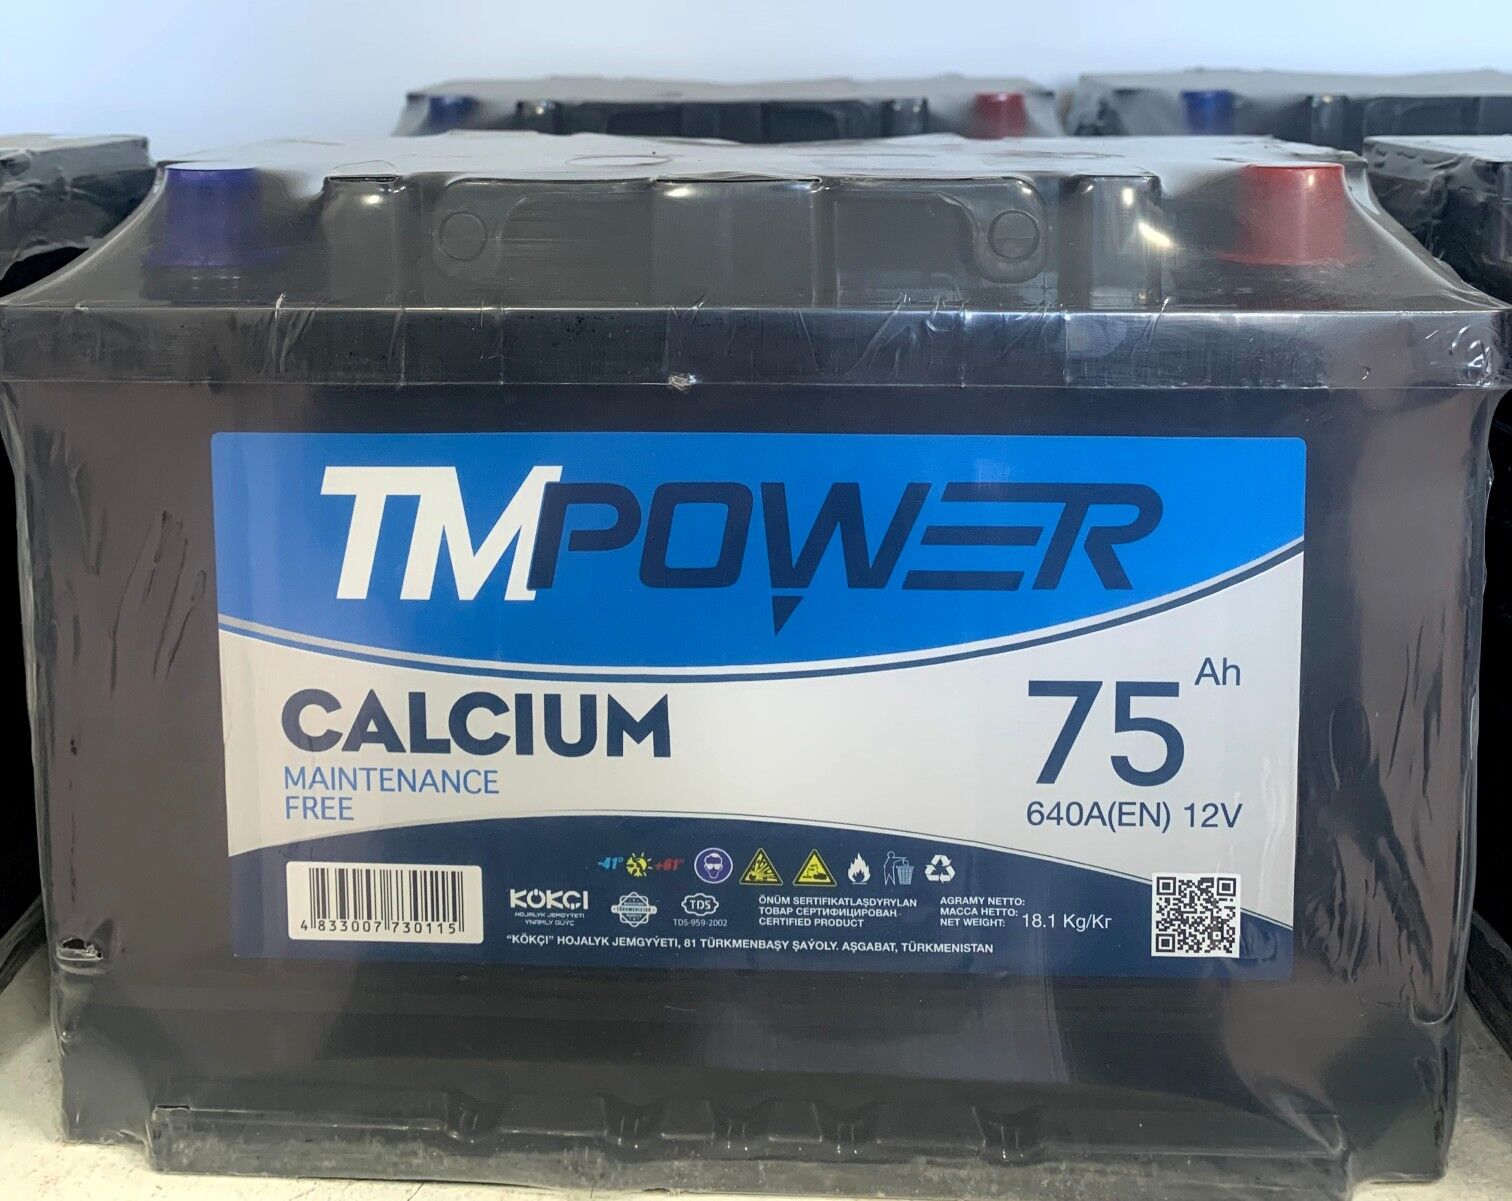 TMPOWER
CALCIUM
MAINTENANCE
FREE
75 Ah
640A(EN) 12V
-41° +61°
KÖKÇI
HOJALYK JEMGYÝETI
YNAMLY GÜÝÇ
TDS
TDS-959-2002
ÖNÜM SERTIFIKATLAŞDYRYLAN
ТОВАР СЕРТИФИЦИРОВАН
CERTIFIED PRODUCT
AGRAMY NETTO:
МАССА НЕТТО:
NET WEIGHT: 18.1 Kg/Кг
4 833007 730115
"KÖKÇI" HOJALYK JEMGYÝETI, 81 TÜRKMENBAŞY ŞAÝOLY. AŞGABAT, TÜRKMENISTAN